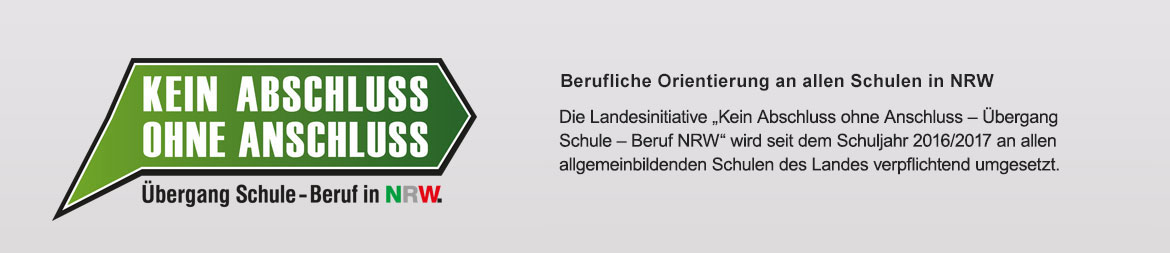 KEIN ABSCHLUSS
OHNE ANSCHLUSS
Übergang Schule - Beruf in NRW.
Berufliche Orientierung an allen Schulen in NRW
Die Landesinitiative „Kein Abschluss ohne Anschluss – Übergang
Schule – Beruf NRW“ wird seit dem Schuljahr 2016/2017 an allen
allgemeinbildenden Schulen des Landes verpflichtend umgesetzt.